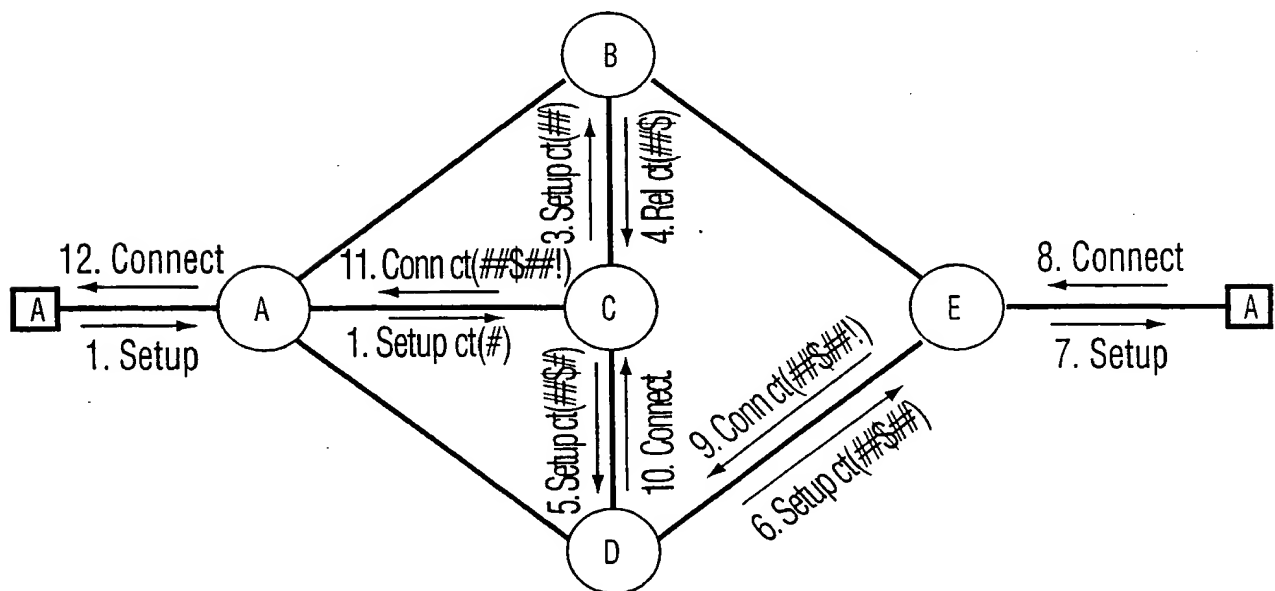 B
3. Setup ct(##)
4. Rel ct(##$)
12. Connect
11. Conn ct(##$##!)
8. Connect
A
A
C
E
A
1. Setup
1. Setup ct(#)
7. Setup
5. Setup ct(##$#)
10. Connect
9. Conn ct(##$##!)
6. Setup ct(##$##)
D